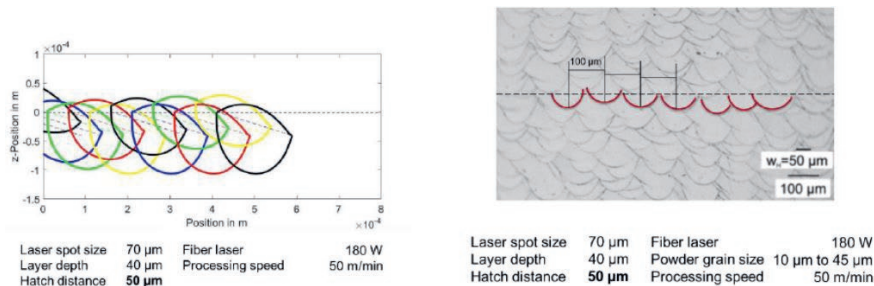 ×10⁻⁴
1
0.5
0
-0.5
-1
-1.5
z-Position in m
0 1 2 3 4 5 6 7 8
Position in m
×10⁻⁴
Laser spot size 70 µm Fiber laser 180 W
Layer depth 40 µm Processing speed 50 m/min
Hatch distance 50 µm
100 µm
wₕ=50 µm
100 µm
Laser spot size 70 µm Fiber laser 180 W
Layer depth 40 µm Powder grain size 10 µm to 45 µm
Hatch distance 50 µm Processing speed 50 m/min